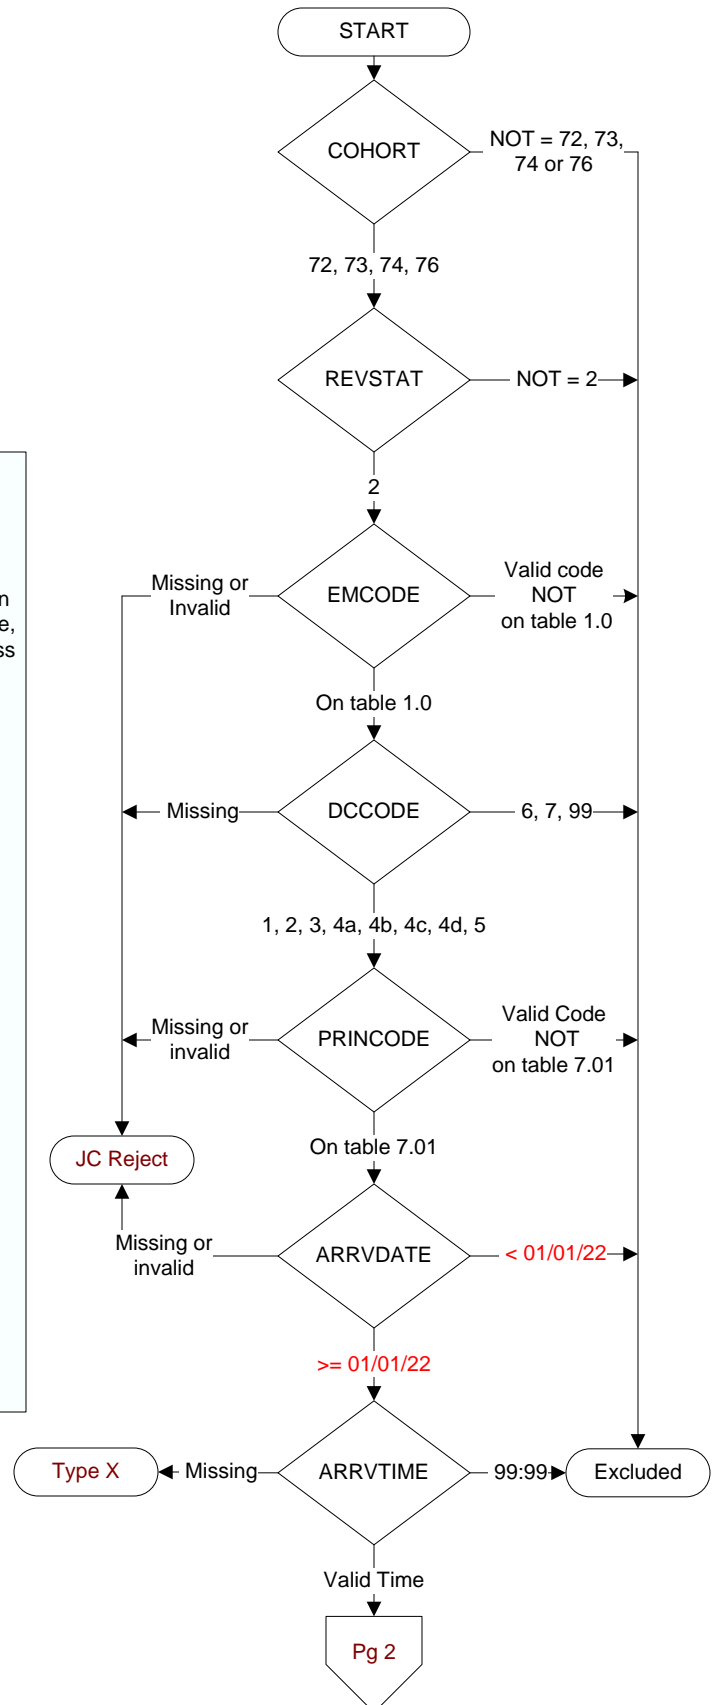 START
COHORT
NOT = 72, 73,
74 or 76
72, 73, 74, 76
REVSTAT
NOT = 2
2
n
e,
ss
Missing or
Invalid
EMCODE
Valid code
NOT
on table 1.0
On table 1.0
Missing
DCCODE
6, 7, 99
1, 2, 3, 4a, 4b, 4c, 4d, 5
Missing or
invalid
PRINCODE
Valid Code
NOT
on table 7.01
JC Reject
On table 7.01
Missing or
invalid
ARRVDATE
< 01/01/22
>= 01/01/22
Type X
Missing
ARRVTIME
99:99
Excluded
Valid Time
Pg 2